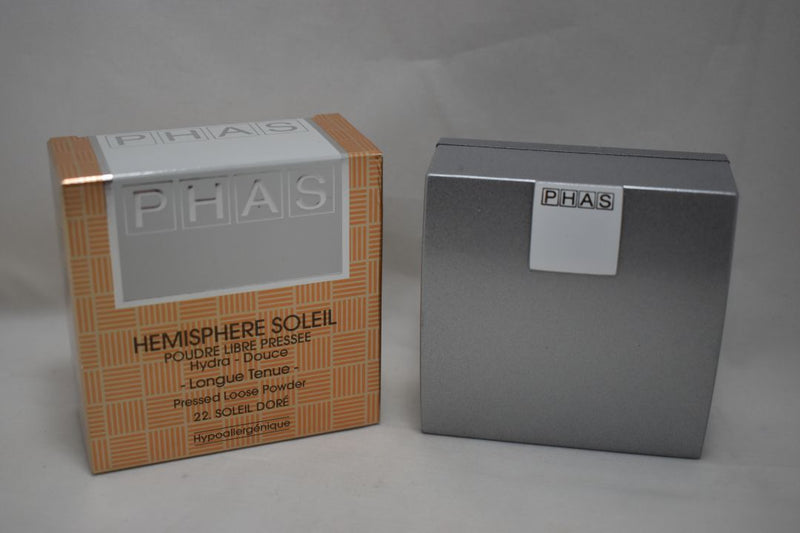 PHAS
PHAS
HEMISPHERE SOLEIL
POUDRE LIBRE PRESSEE
Hydra - Douce
- Longue Tenue -
Pressed Loose Powder
22. SOLEIL DORÉ
Hypoallergénique
PHAS